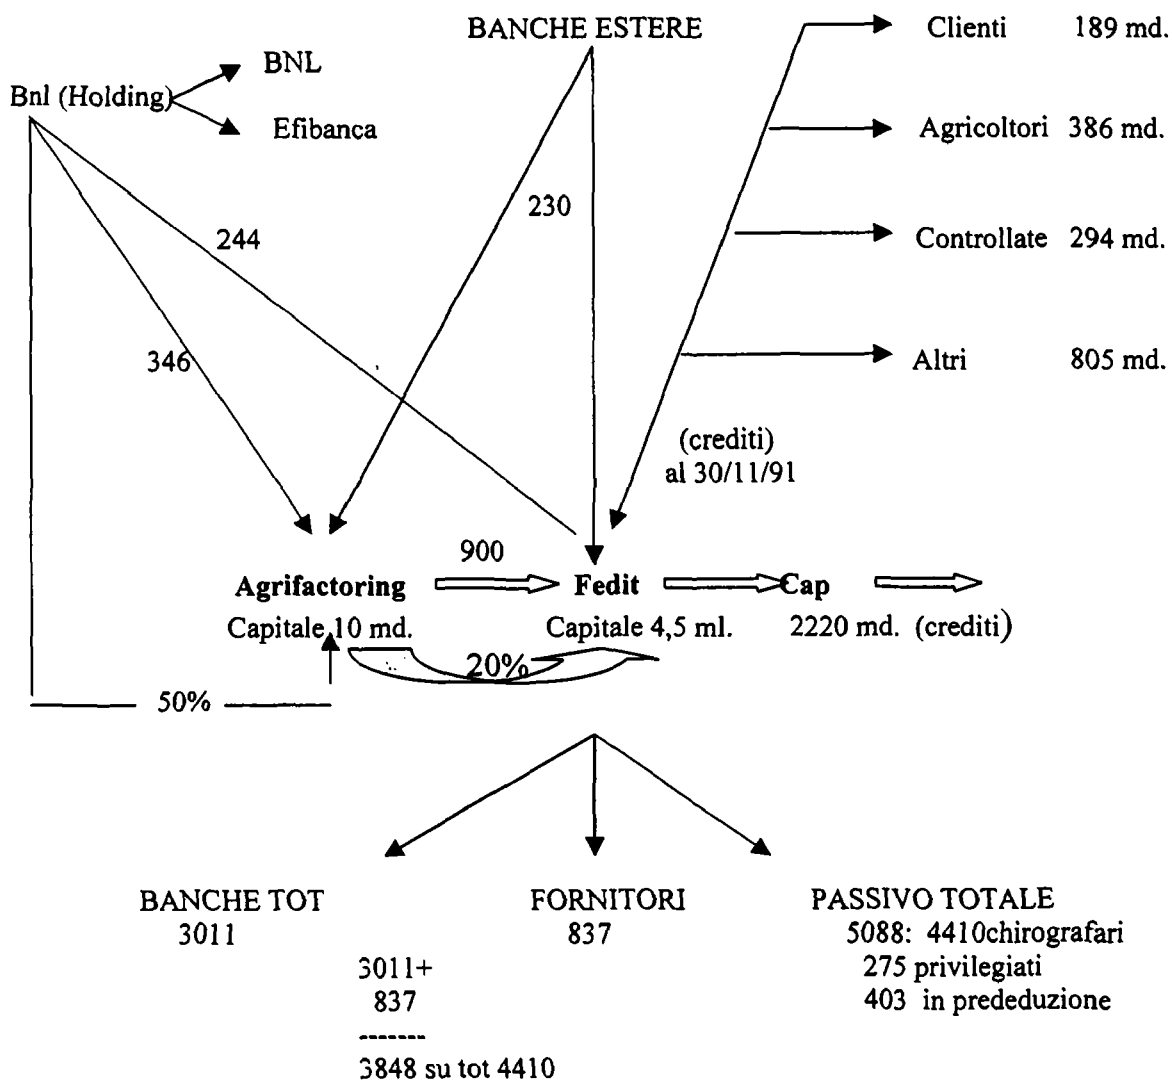 BANCHE ESTERE
Clienti 189 md.
BNL
Bnl (Holding)
Efibanca
Agricoltori 386 md.
230
244
Controllate 294 md.
346
Altri 805 md.
(crediti)
al 30/11/91
900
Agrifactoring Fedit Cap
Capitale 10 md. Capitale 4,5 ml. 2220 md. (crediti)
20%
50%
BANCHE TOT FORNITORI PASSIVO TOTALE
3011 837 5088: 4410chirografari
3011+ 275 privilegiati
837 403 in prededuzione
-------
3848 su tot 4410